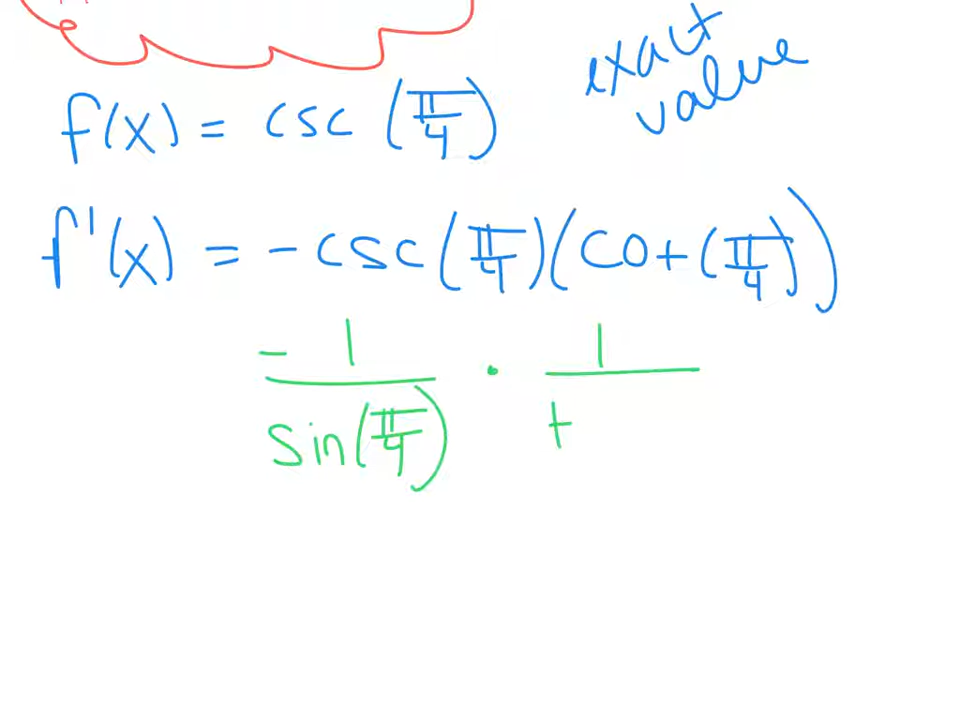 exact
value
f(x) = csc (π/4)
f'(x) = -csc(π/4)(cot(π/4))
-1/sin(π/4) · 1/t